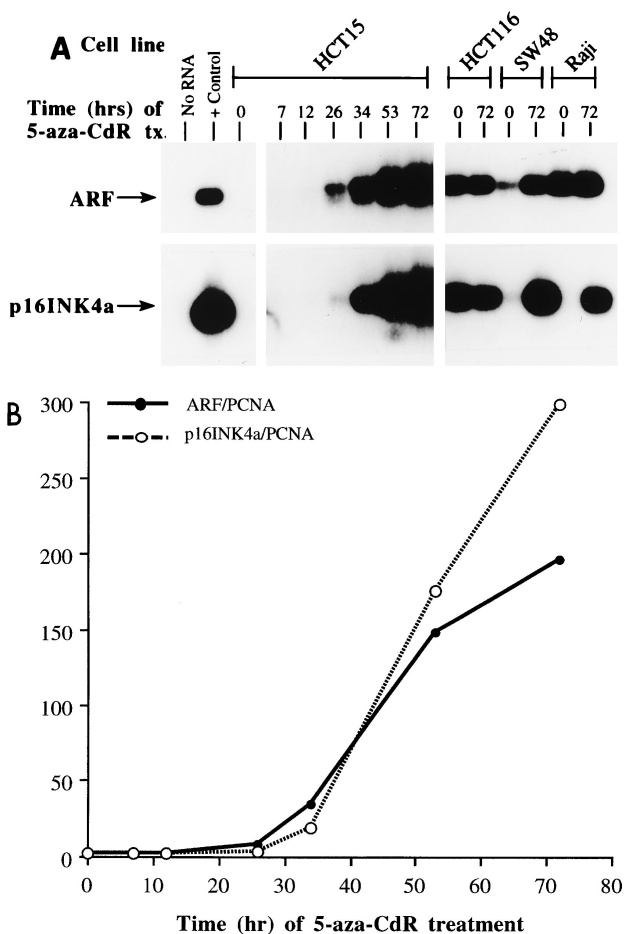 A Cell line
No RNA
+ Control
HCT15
HCT116
SW48
Raji
Time (hrs) of 0 7 12 26 34 53 72 0 72 0 72 0 72
5-aza-CdR tx.
ARF
p16INK4a
B
ARF/PCNA
p16INK4a/PCNA
300
250
200
150
100
50
0
0 10 20 30 40 50 60 70 80
Time (hr) of 5-aza-CdR treatment